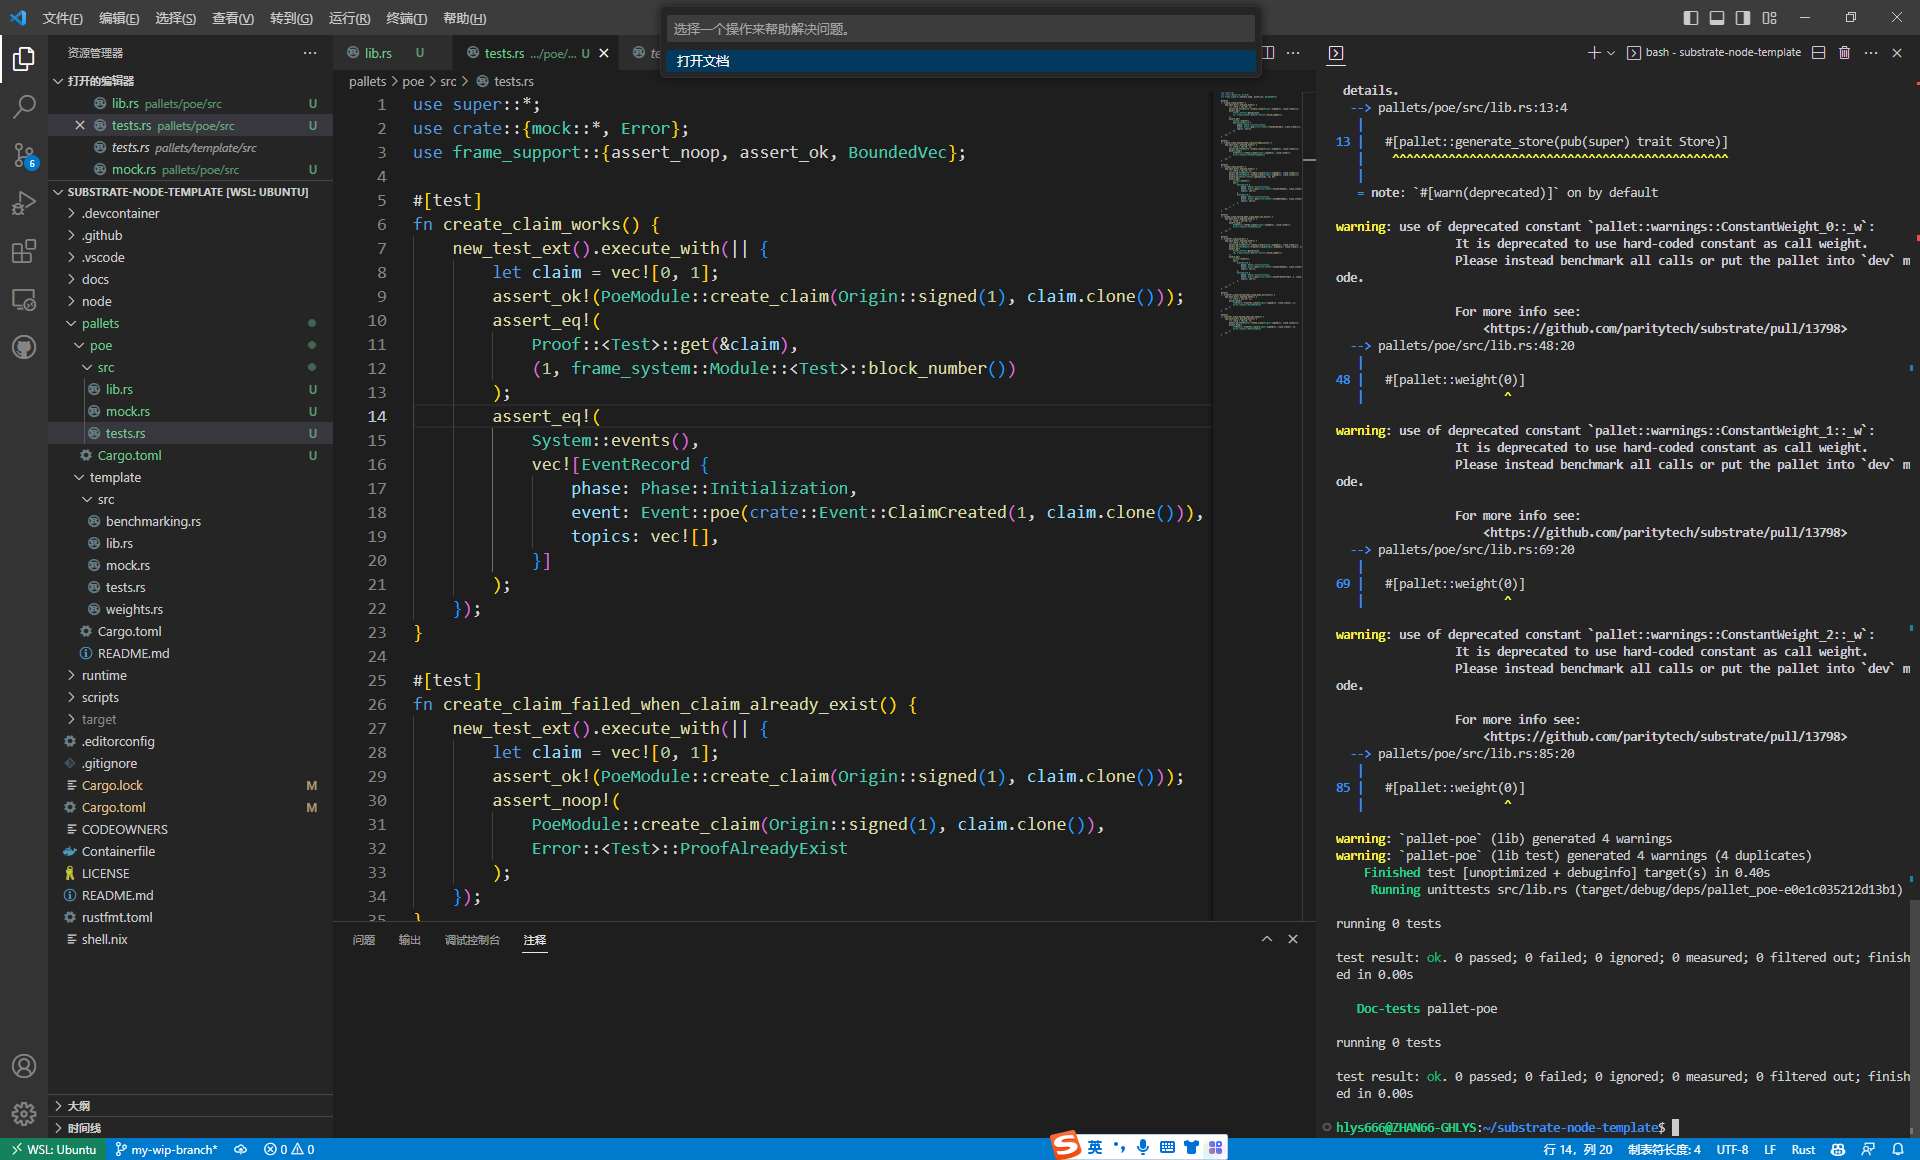 文件(F) 编辑(E) 选择(S) 查看(V) 转到(G) 运行(R) 终端(T) 帮助(H)
选择一个操作来帮助解决问题。
打开文档
资源管理器
打开的编辑器
lib.rs pallets/poe/src U
tests.rs pallets/poe/src U
tests.rs pallets/template/src
mock.rs pallets/poe/src U
SUBSTRATE-NODE-TEMPLATE [WSL: UBUNTU]
.devcontainer
.github
.vscode
docs
node
pallets
poe
src
lib.rs U
mock.rs U
tests.rs U
Cargo.toml U
template
src
benchmarking.rs
lib.rs
mock.rs
tests.rs
weights.rs
Cargo.toml
README.md
runtime
scripts
target
.editorconfig
.gitignore
Cargo.lock M
Cargo.toml M
CODEOWNERS
Containerfile
LICENSE
README.md
rustfmt.toml
shell.nix
大纲
时间线
6
lib.rs U
tests.rs .../poe/... U
te
pallets > poe > src > tests.rs
1 use super::*;
2 use crate::{mock::*, Error};
3 use frame_support::{assert_noop, assert_ok, BoundedVec};
4
5 #[test]
6 fn create_claim_works() {
7 new_test_ext().execute_with(|| {
8 let claim = vec![0, 1];
9 assert_ok!(PoeModule::create_claim(Origin::signed(1), claim.clone()));
10 assert_eq!(
11 Proof::<Test>::get(&claim),
12 (1, frame_system::Module::<Test>::block_number())
13 );
14 assert_eq!(
15 System::events(),
16 vec![EventRecord {
17 phase: Phase::Initialization,
18 event: Event::poe(crate::Event::ClaimCreated(1, claim.clone())),
19 topics: vec![],
20 }]
21 );
22 });
23 }
24
25 #[test]
26 fn create_claim_failed_when_claim_already_exist() {
27 new_test_ext().execute_with(|| {
28 let claim = vec![0, 1];
29 assert_ok!(PoeModule::create_claim(Origin::signed(1), claim.clone()));
30 assert_noop!(
31 PoeModule::create_claim(Origin::signed(1), claim.clone()),
32 Error::<Test>::ProofAlreadyExist
33 );
34 });
35 }
问题 输出 调试控制台 注释
bash - substrate-node-template
details.
--> pallets/poe/src/lib.rs:13:4
|
13 | #[pallet::generate_store(pub(super) trait Store)]
| ^^^^^^^^^^^^^^^^^^^^^^^^^^^^^^^^^^^^^^^^^^^^^^^^
|
= note: `#[warn(deprecated)]` on by default
warning: use of deprecated constant `pallet::warnings::ConstantWeight_0::_w`:
It is deprecated to use hard-coded constant as call weight.
Please instead benchmark all calls or put the pallet into `dev` m
ode.
For more info see:
<https://github.com/paritytech/substrate/pull/13798>
--> pallets/poe/src/lib.rs:48:20
|
48 | #[pallet::weight(0)]
| ^
warning: use of deprecated constant `pallet::warnings::ConstantWeight_1::_w`:
It is deprecated to use hard-coded constant as call weight.
Please instead benchmark all calls or put the pallet into `dev` m
ode.
For more info see:
<https://github.com/paritytech/substrate/pull/13798>
--> pallets/poe/src/lib.rs:69:20
|
69 | #[pallet::weight(0)]
| ^
warning: use of deprecated constant `pallet::warnings::ConstantWeight_2::_w`:
It is deprecated to use hard-coded constant as call weight.
Please instead benchmark all calls or put the pallet into `dev` m
ode.
For more info see:
<https://github.com/paritytech/substrate/pull/13798>
--> pallets/poe/src/lib.rs:85:20
|
85 | #[pallet::weight(0)]
| ^
warning: `pallet-poe` (lib) generated 4 warnings
warning: `pallet-poe` (lib test) generated 4 warnings (4 duplicates)
Finished test [unoptimized + debuginfo] target(s) in 0.40s
Running unittests src/lib.rs (target/debug/deps/pallet_poe-e0e1c035212d13b1)
running 0 tests
test result: ok. 0 passed; 0 failed; 0 ignored; 0 measured; 0 filtered out; finish
ed in 0.00s
Doc-tests pallet-poe
running 0 tests
test result: ok. 0 passed; 0 failed; 0 ignored; 0 measured; 0 filtered out; finish
ed in 0.00s
hlys666@ZHAN66-GHLYS:~/substrate-node-template$
WSL: Ubuntu my-wip-branch* 0 0
S 英
行 14, 列 20 制表符长度: 4 UTF-8 LF Rust